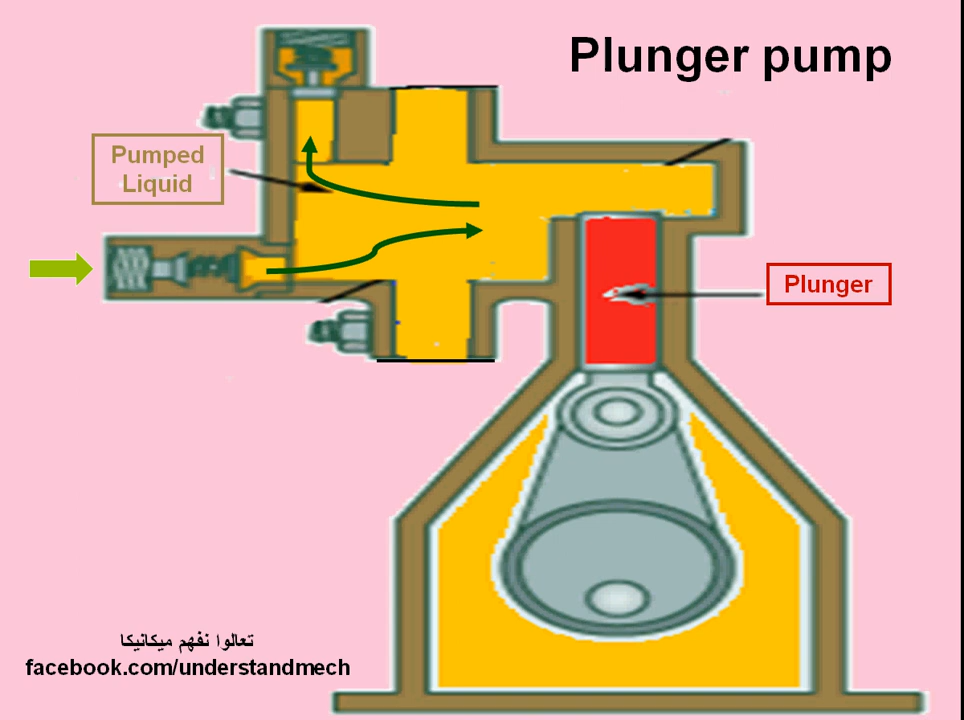 Plunger pump
Pumped
Liquid
Plunger
تعالوا نفهم ميكانيكا
facebook.com/understandmech